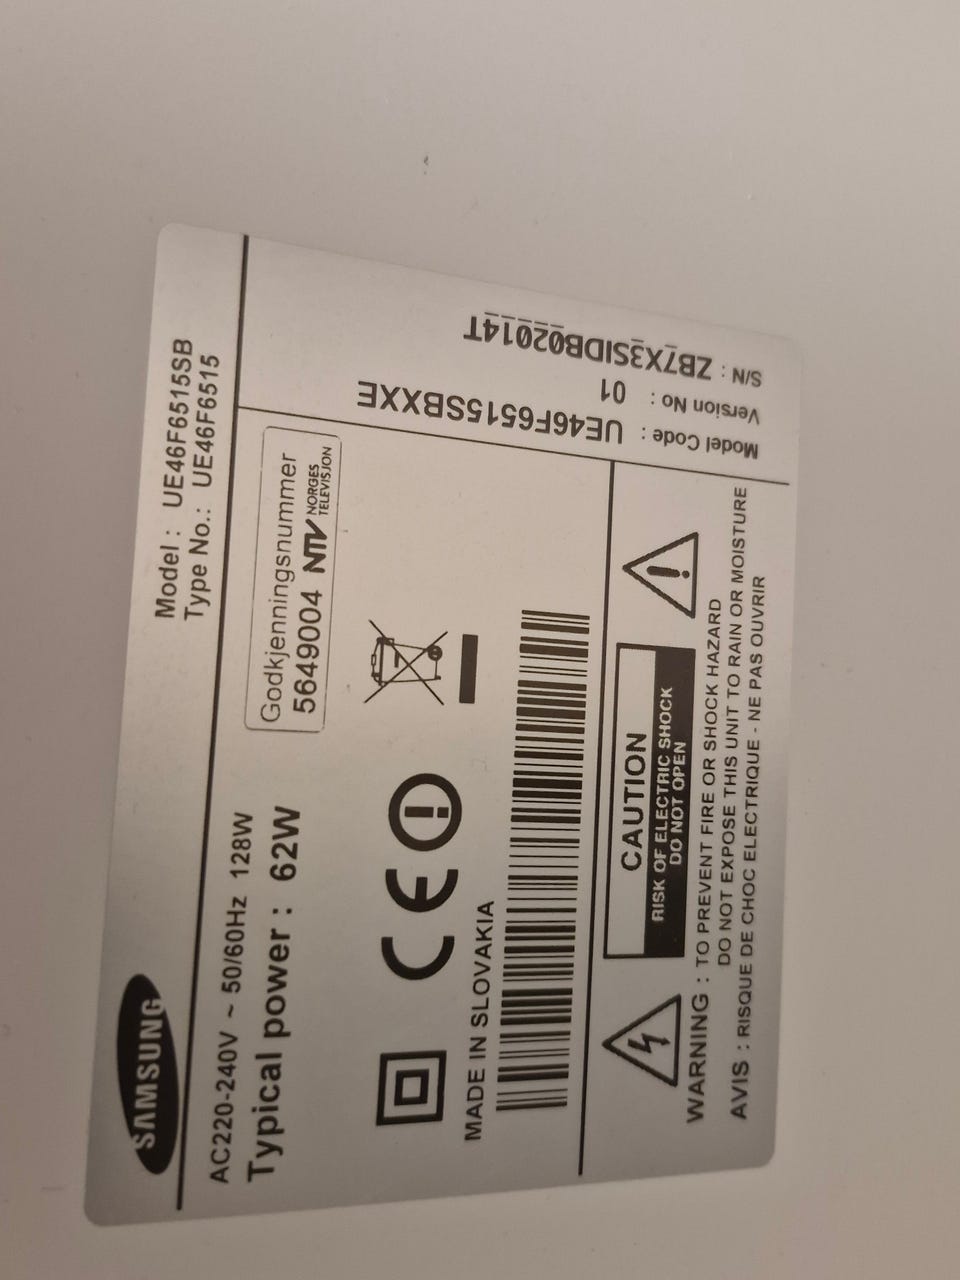 SAMSUNG
Model : UE46F6515SB
Type No.: UE46F6515
AC220-240V ~ 50/60Hz 128W
Typical power : 62W
Godkjenningsnummer
5649004 NTV NORGES TELEVISJON
MADE IN SLOVAKIA
CAUTION
RISK OF ELECTRIC SHOCK
DO NOT OPEN
WARNING : TO PREVENT FIRE OR SHOCK HAZARD
DO NOT EXPOSE THIS UNIT TO RAIN OR MOISTURE
AVIS : RISQUE DE CHOC ELECTRIQUE - NE PAS OUVRIR
Model Code : UE46F6515SBXXE
Version No : 01
S/N : ZB7X3SIDB02014T